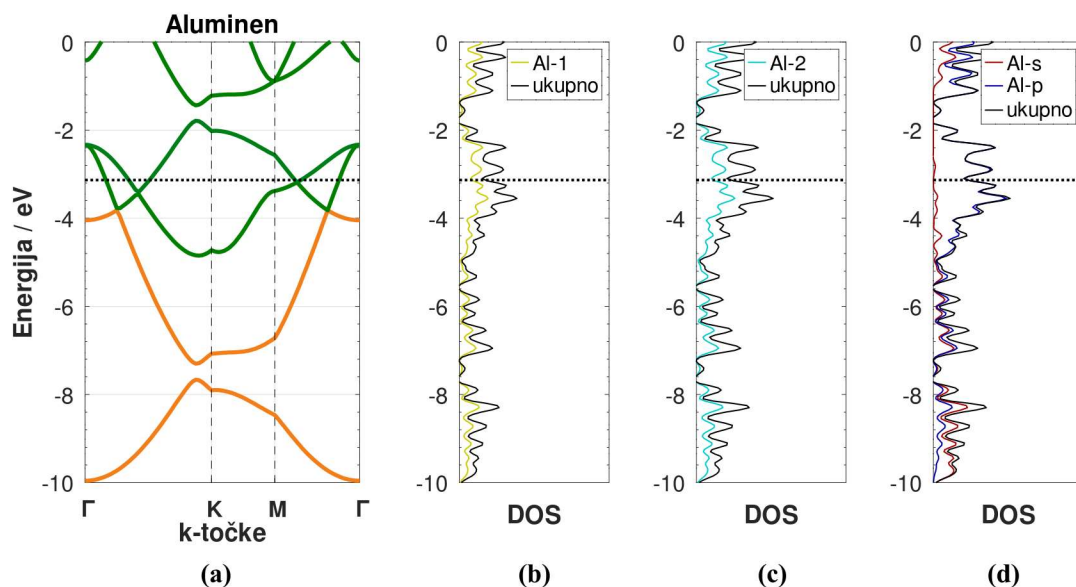 Aluminen
Energija / eV
0
-2
-4
-6
-8
-10
Γ K M Γ
k-točke
(a)
0
-2
-4
-6
-8
-10
Al-1
ukupno
DOS
(b)
0
-2
-4
-6
-8
-10
Al-2
ukupno
DOS
(c)
0
-2
-4
-6
-8
-10
Al-s
Al-p
ukupno
DOS
(d)